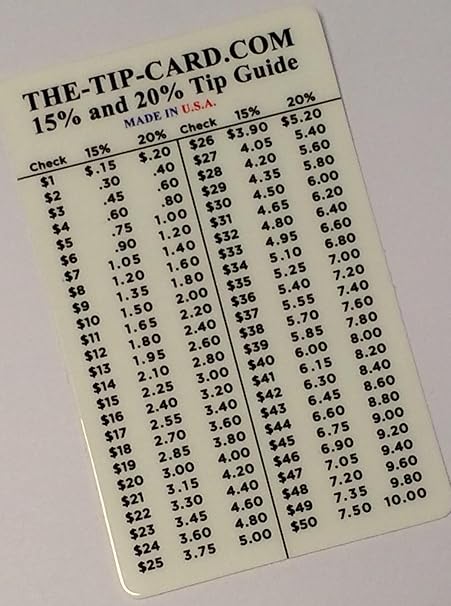 THE-TIP-CARD.COM
15% and 20% Tip Guide
MADE IN U.S.A.
Check 15% 20%
$1 $.15 $.20
$2 .30 .40
$3 .45 .60
$4 .60 .80
$5 .75 1.00
$6 .90 1.20
$7 1.05 1.40
$8 1.20 1.60
$9 1.35 1.80
$10 1.50 2.00
$11 1.65 2.20
$12 1.80 2.40
$13 1.95 2.60
$14 2.10 2.80
$15 2.25 3.00
$16 2.40 3.20
$17 2.55 3.40
$18 2.70 3.60
$19 2.85 3.80
$20 3.00 4.00
$21 3.15 4.20
$22 3.30 4.40
$23 3.45 4.60
$24 3.60 4.80
$25 3.75 5.00
Check 15% 20%
$26 $3.90 $5.20
$27 4.05 5.40
$28 4.20 5.60
$29 4.35 5.80
$30 4.50 6.00
$31 4.65 6.20
$32 4.80 6.40
$33 4.95 6.60
$34 5.10 6.80
$35 5.25 7.00
$36 5.40 7.20
$37 5.55 7.40
$38 5.70 7.60
$39 5.85 7.80
$40 6.00 8.00
$41 6.15 8.20
$42 6.30 8.40
$43 6.45 8.60
$44 6.60 8.80
$45 6.75 9.00
$46 6.90 9.20
$47 7.05 9.40
$48 7.20 9.60
$49 7.35 9.80
$50 7.50 10.00